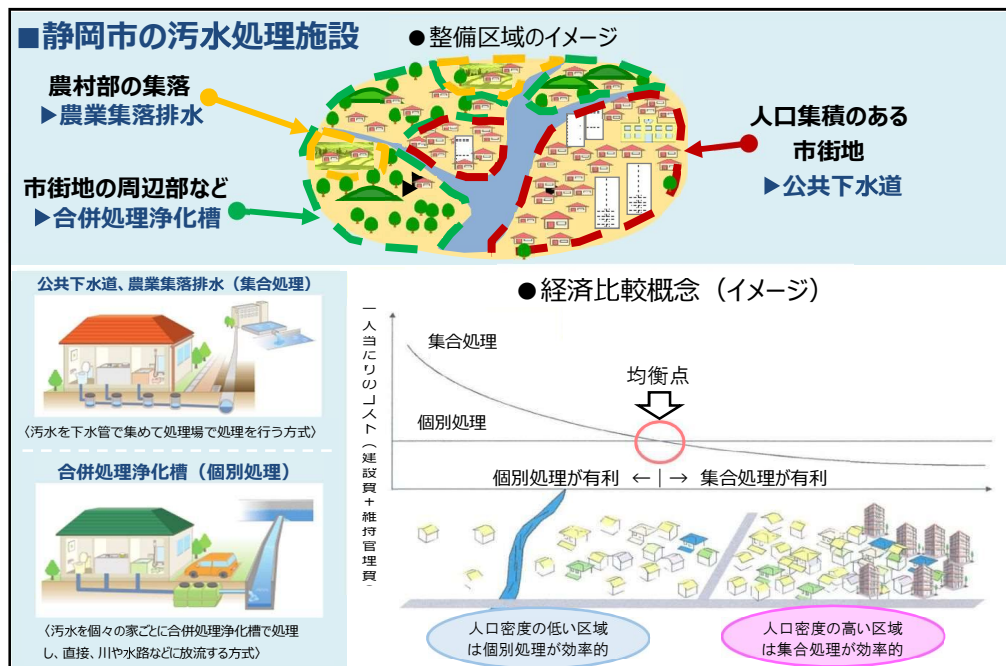 ■静岡市の汚水処理施設
●整備区域のイメージ
農村部の集落
▶農業集落排水
市街地の周辺部など
▶合併処理浄化槽
人口集積のある
市街地
▶公共下水道
公共下水道、農業集落排水（集合処理）
〈汚水を下水管で集めて処理場で処理を行う方式〉
合併処理浄化槽（個別処理）
〈汚水を個々の家ごとに合併処理浄化槽で処理
し、直接、川や水路などに放流する方式〉
●経済比較概念（イメージ）
一人当たりのコスト（建設費＋維持管理費）
集合処理
均衡点
個別処理
個別処理が有利 ←｜→ 集合処理が有利
人口密度の低い区域
は個別処理が効率的
人口密度の高い区域
は集合処理が効率的